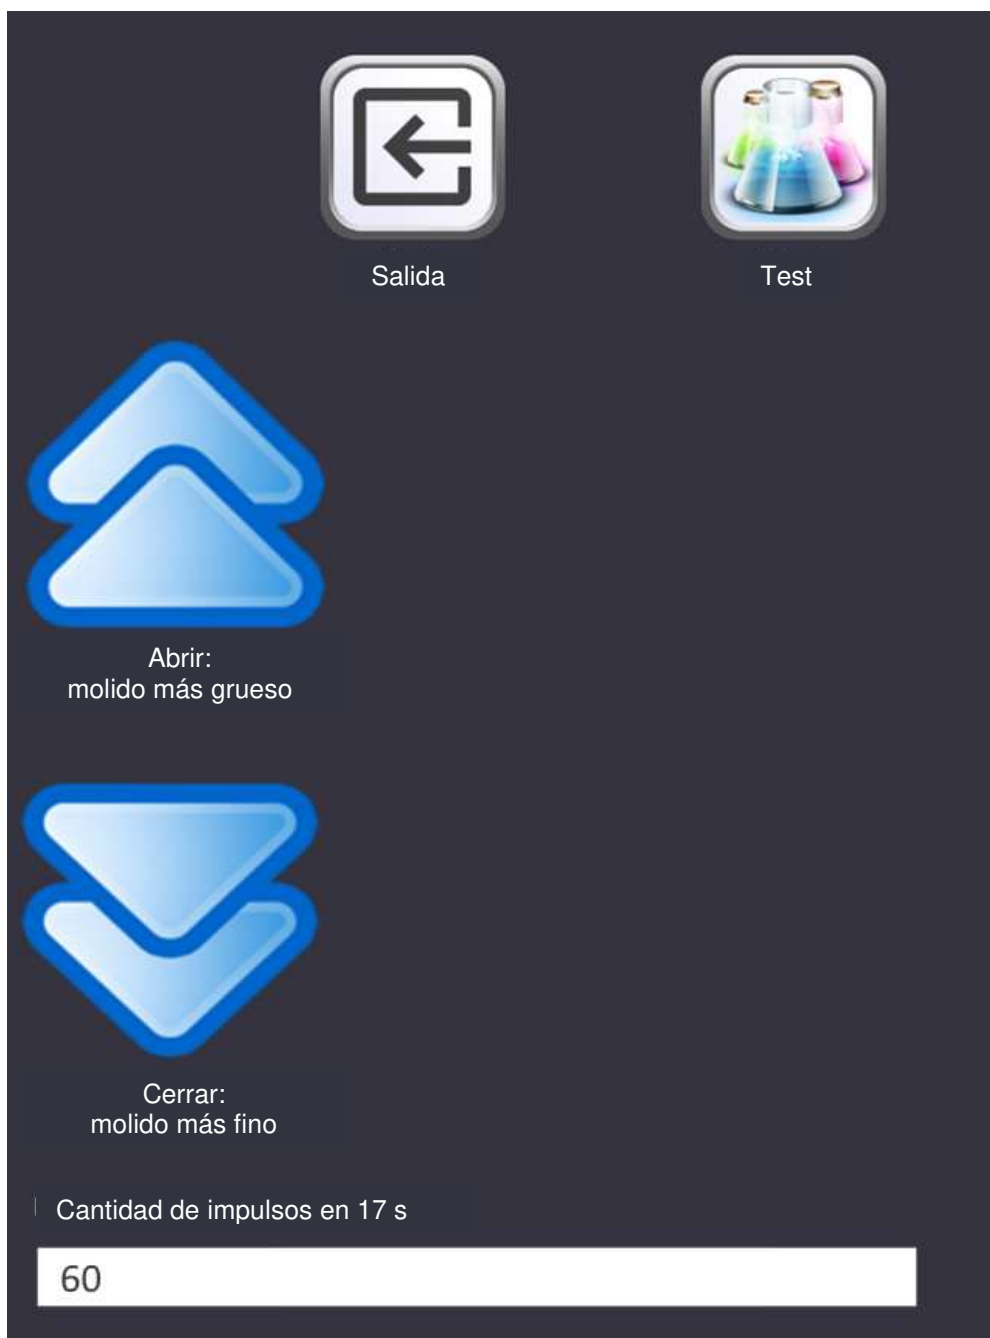 Salida
Test
Abrir:
molido más grueso
Cerrar:
molido más fino
Cantidad de impulsos en 17 s
60